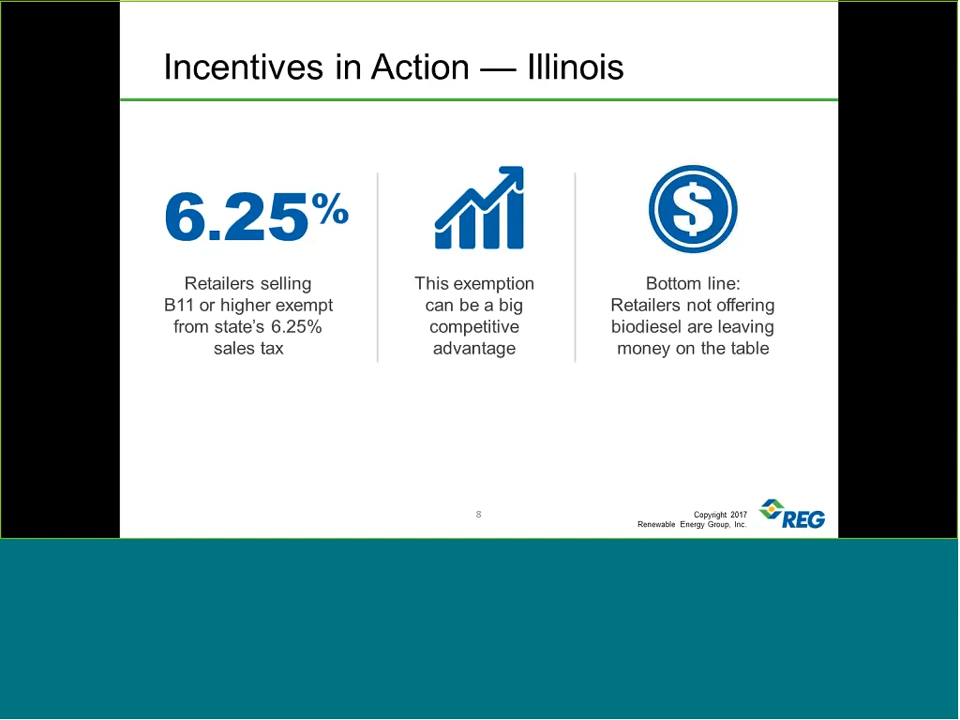 Incentives in Action — Illinois
6.25%
Retailers selling
B11 or higher exempt
from state's 6.25%
sales tax
This exemption
can be a big
competitive
advantage
$
Bottom line:
Retailers not offering
biodiesel are leaving
money on the table
8
Copyright 2017
Renewable Energy Group, Inc.
REG